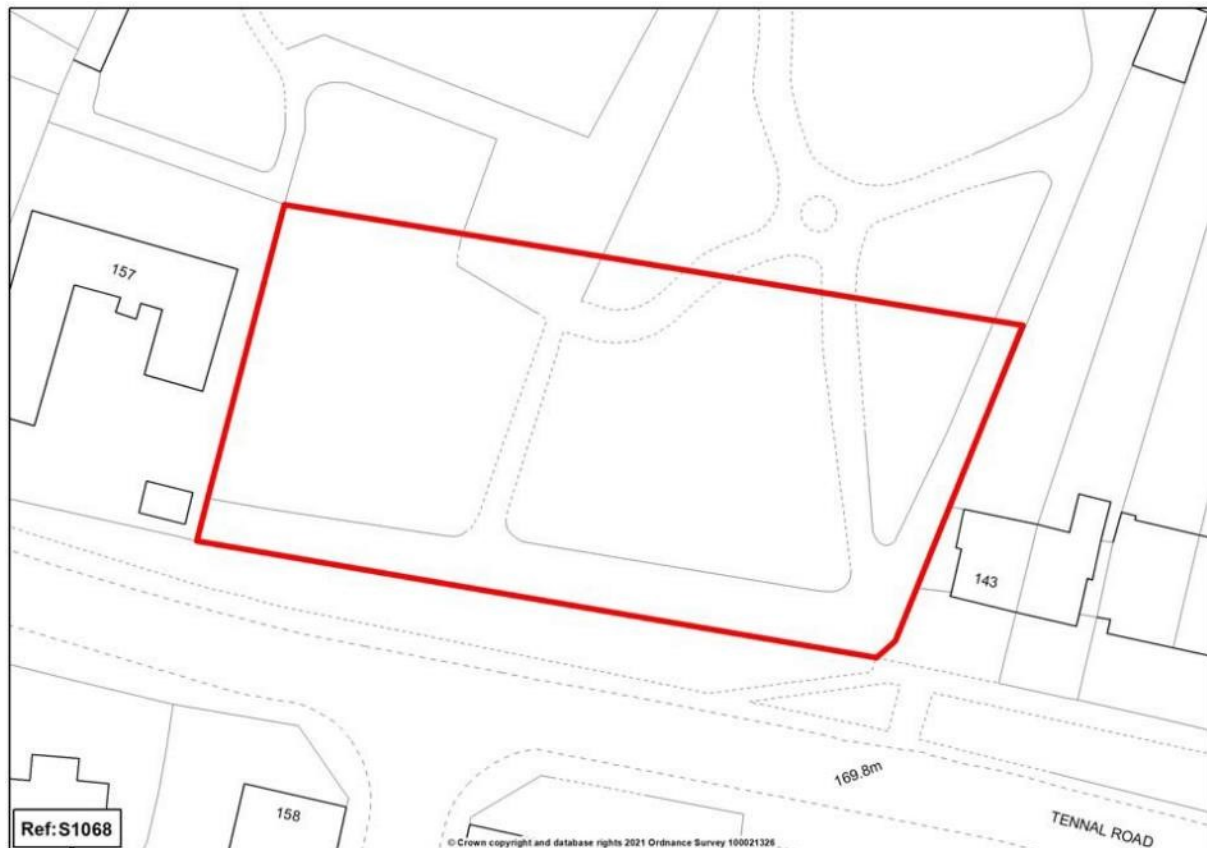 157
143
169.8m
TENNAL ROAD
158
Ref:S1068
© Crown copyright and database rights 2021 Ordnance Survey 100021326